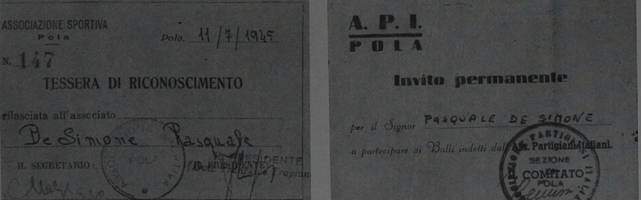 ASSOCIAZIONE SPORTIVA
Pola
Pola, 11/7/1945
N. 147
TESSERA DI RICONOSCIMENTO
rilasciata all'associato
De Simone Pasquale
IL SEGRETARIO:
POLA
A. P. I.
POLA
Invito permanente
per il Signor PASQUALE DE SIMONE
a partecipare ai Balli indetti dall'Ass. Partigiani Italiani.
SEZIONE
COMITATO
POLA